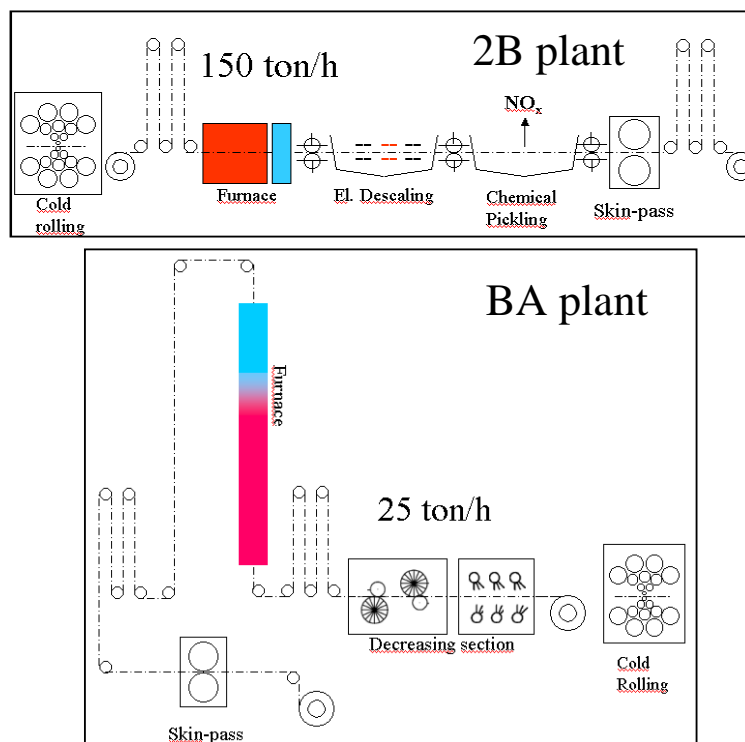 2B plant
150 ton/h
NOx
Cold
rolling
Furnace
El. Descaling
Chemical
Pickling
Skin-pass
BA plant
Furnace
25 ton/h
Decreasing section
Cold
Rolling
Skin-pass